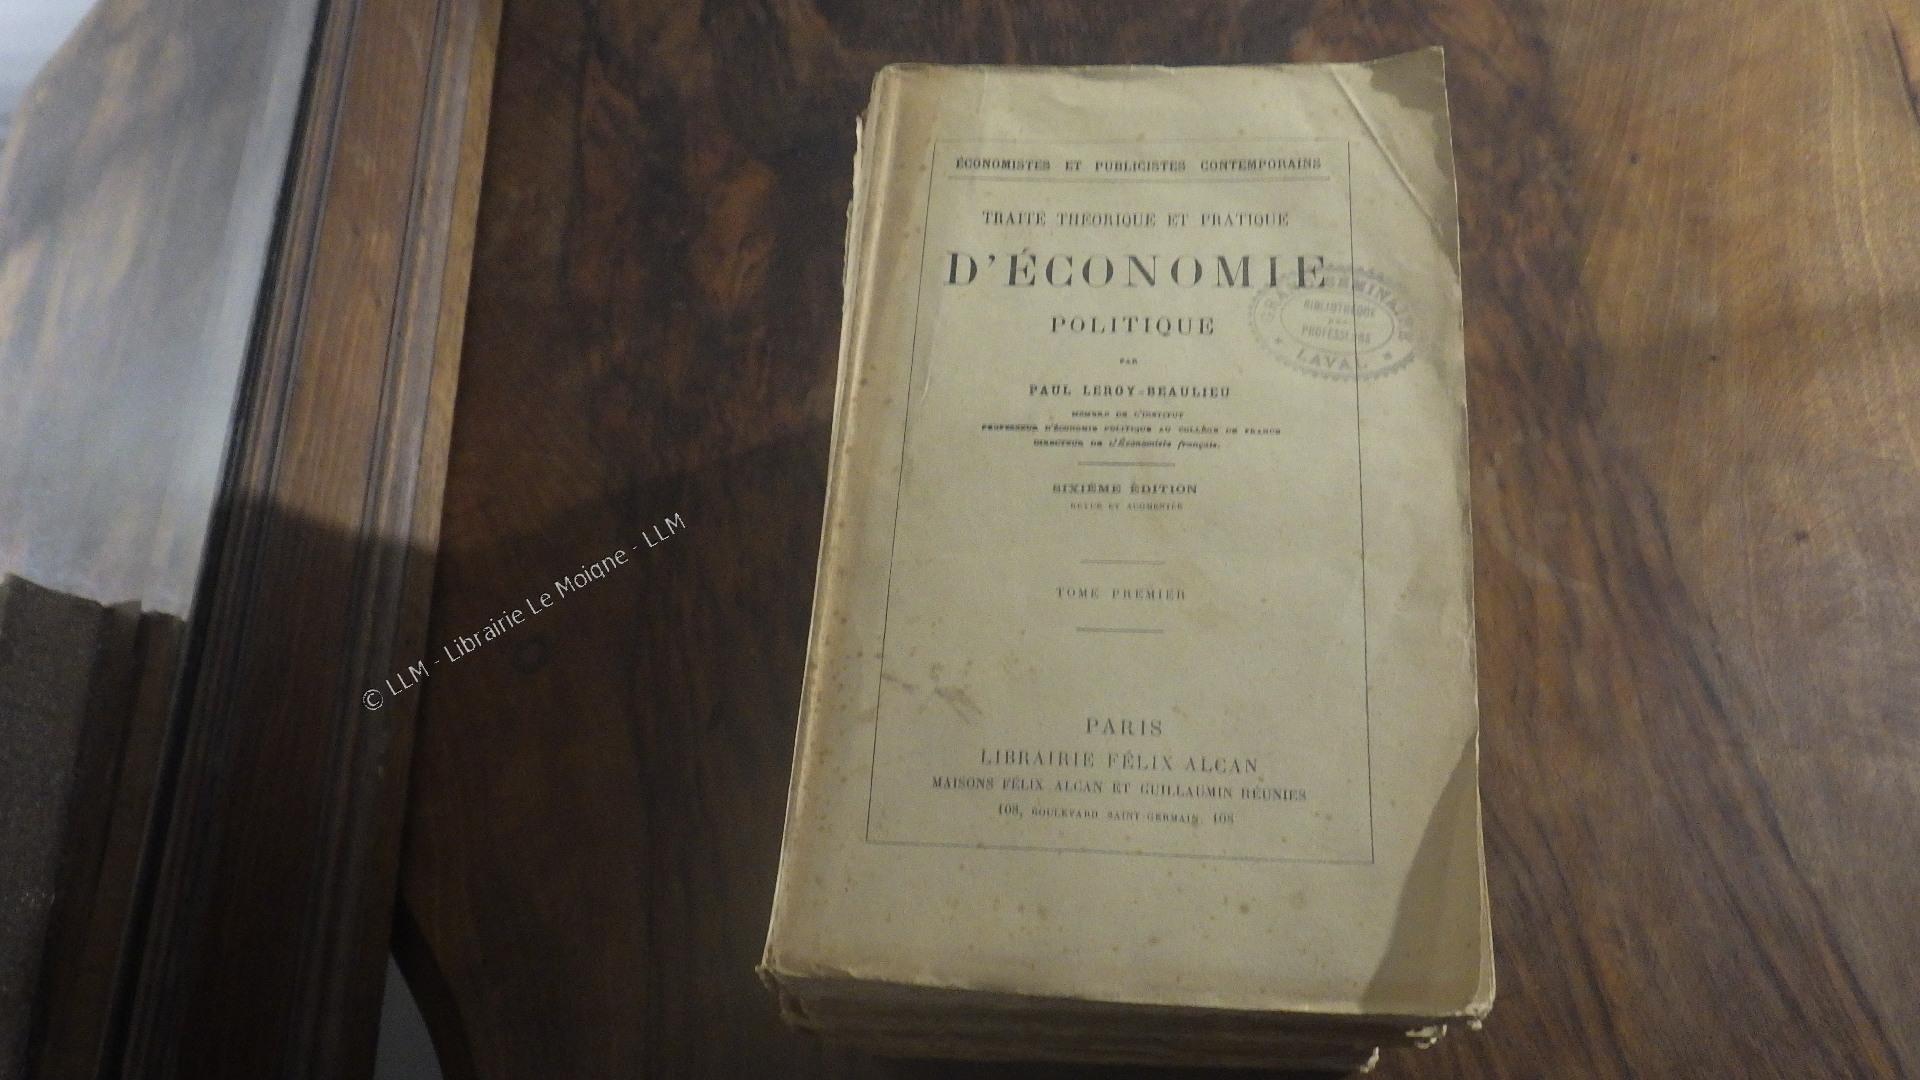 ÉCONOMISTES ET PUBLICISTES CONTEMPORAINS
TRAITÉ THÉORIQUE ET PRATIQUE
D'ÉCONOMIE
POLITIQUE
PAR
PAUL LEROY-BEAULIEU
MEMBRE DE L'INSTITUT
PROFESSEUR D'ÉCONOMIE POLITIQUE AU COLLÈGE DE FRANCE
DIRECTEUR DE L'Économiste français.
SIXIÈME ÉDITION
REVUE ET AUGMENTÉE
TOME PREMIER
PARIS
LIBRAIRIE FÉLIX ALCAN
MAISONS FÉLIX ALCAN ET GUILLAUMIN RÉUNIES
108, BOULEVARD SAINT-GERMAIN, 108
GRAND SÉMINAIRE
BIBLIOTHÈQUE
DES
PROFESSEURS
LAVAL
© LLM - Librairie Le Moigne - LLM